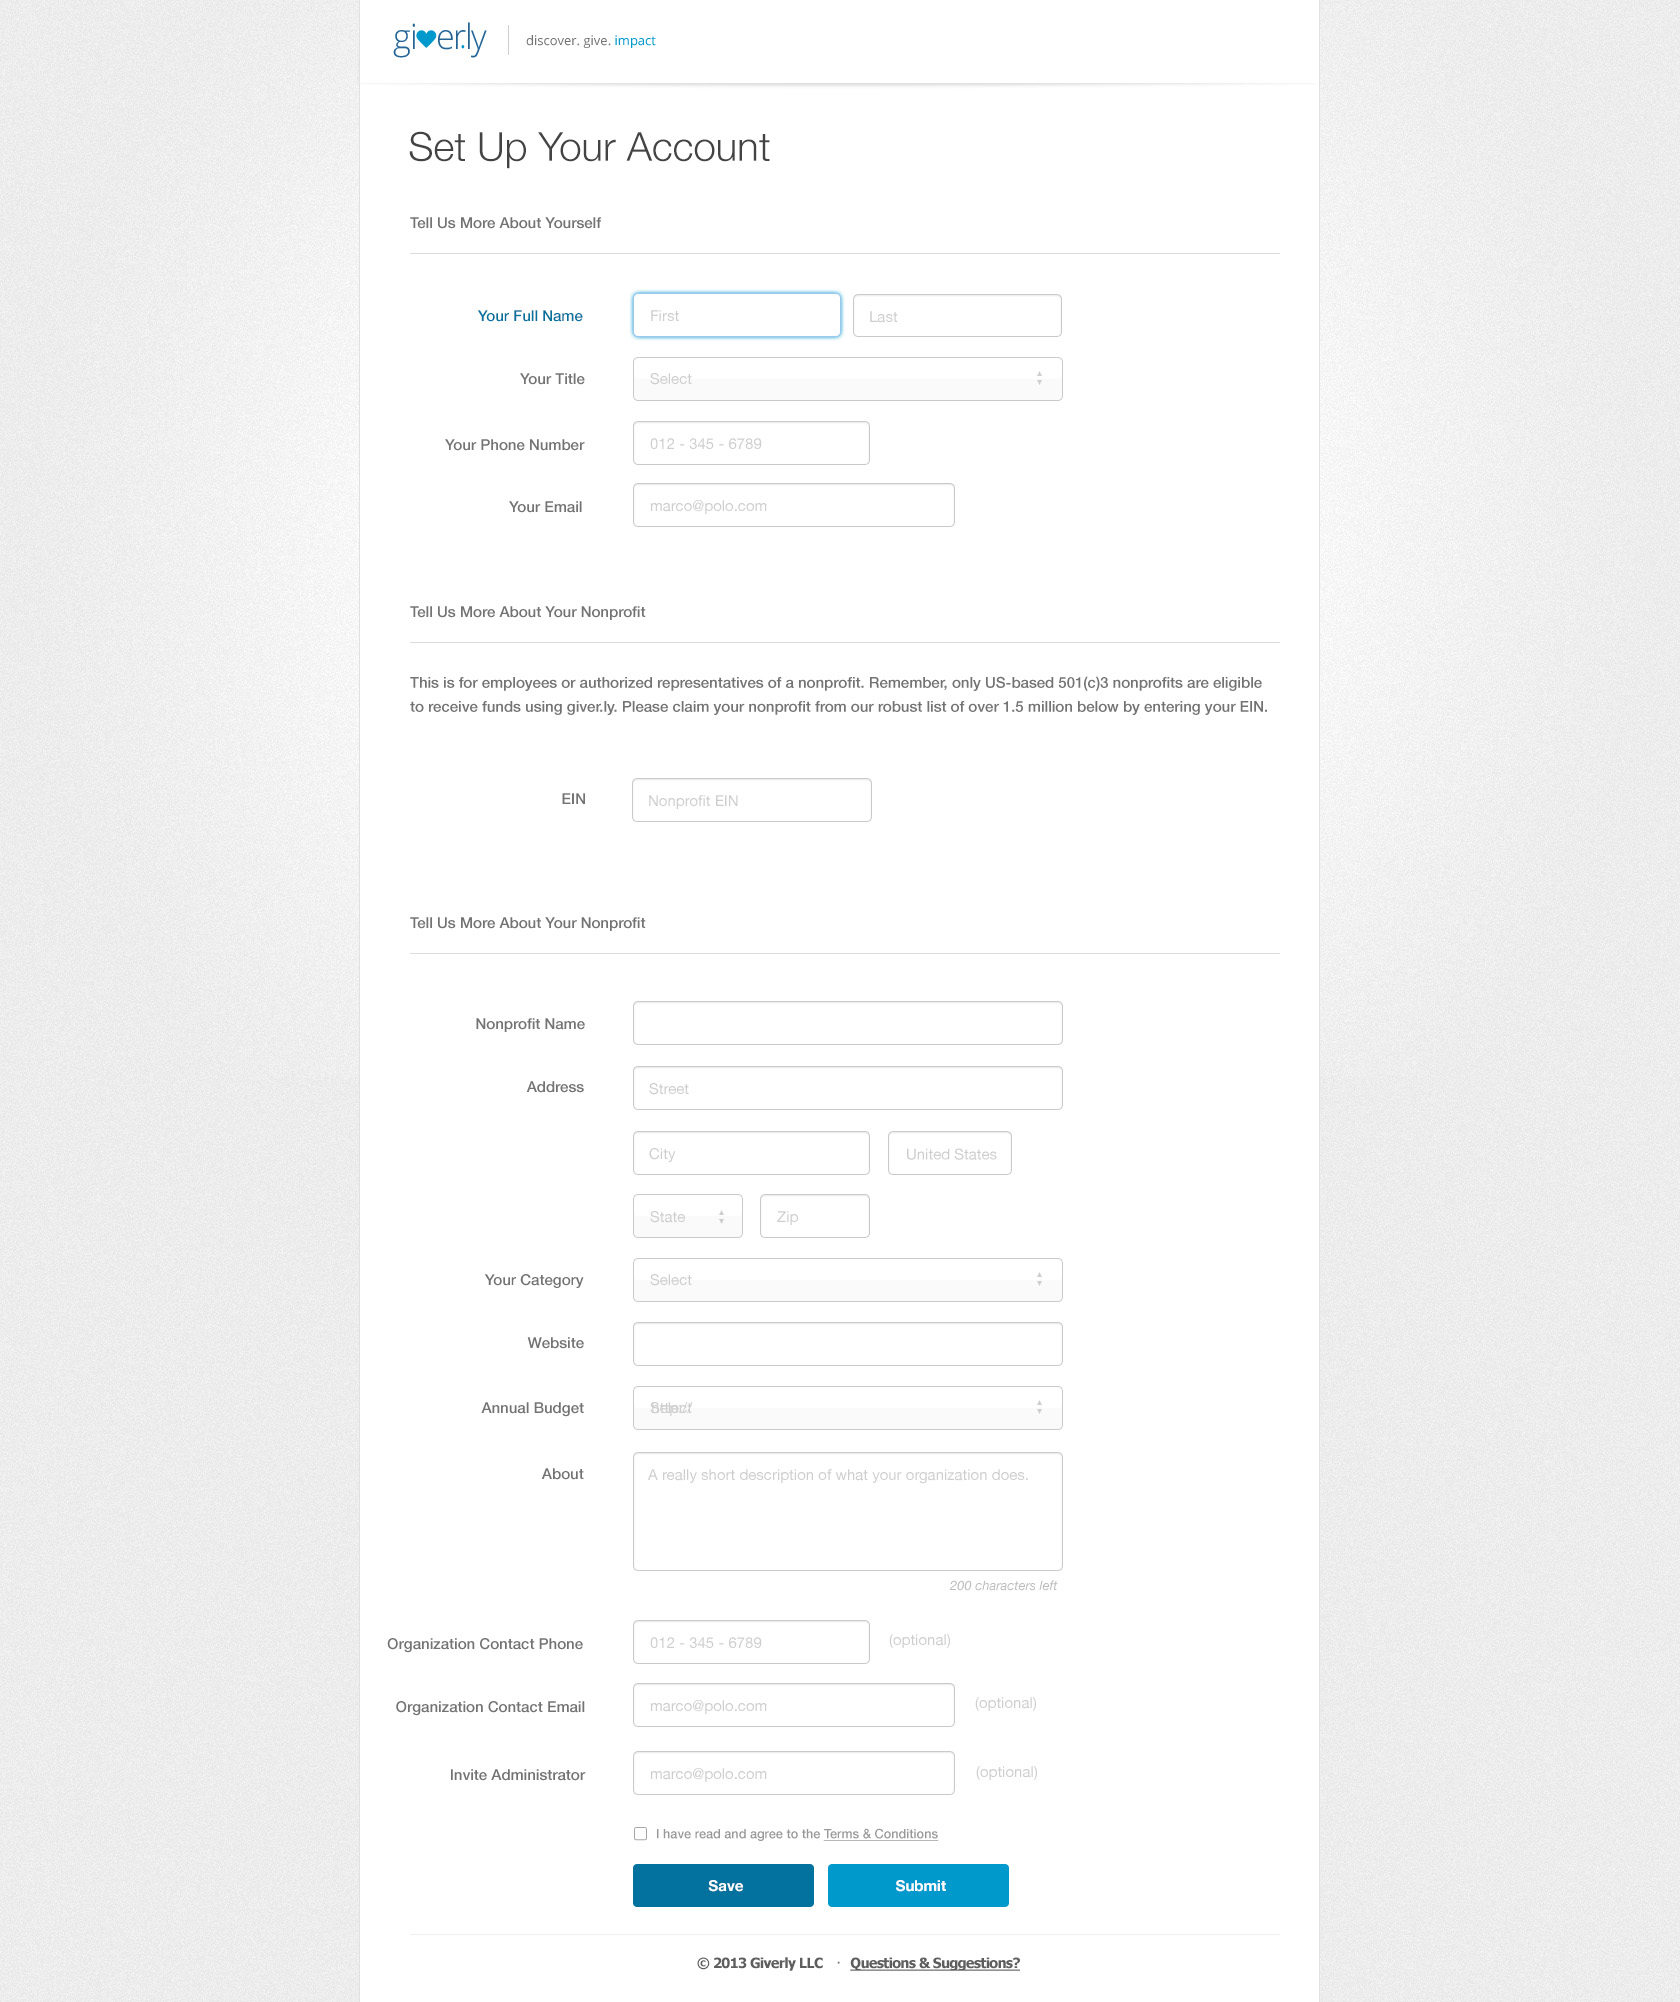 giver.ly discover. give. impact
Set Up Your Account
Tell Us More About Yourself
Your Full Name First Last
Your Title Select
Your Phone Number 012 - 345 - 6789
Your Email marco@polo.com
Tell Us More About Your Nonprofit
This is for employees or authorized representatives of a nonprofit. Remember, only US-based 501(c)3 nonprofits are eligible
to receive funds using giver.ly. Please claim your nonprofit from our robust list of over 1.5 million below by entering your EIN.
EIN Nonprofit EIN
Tell Us More About Your Nonprofit
Nonprofit Name
Address Street
City United States
State Zip
Your Category Select
Website
Annual Budget Select http://
About A really short description of what your organization does.
200 characters left
Organization Contact Phone 012 - 345 - 6789 (optional)
Organization Contact Email marco@polo.com (optional)
Invite Administrator marco@polo.com (optional)
I have read and agree to the Terms & Conditions
Save Submit
© 2013 Giverly LLC · Questions & Suggestions?